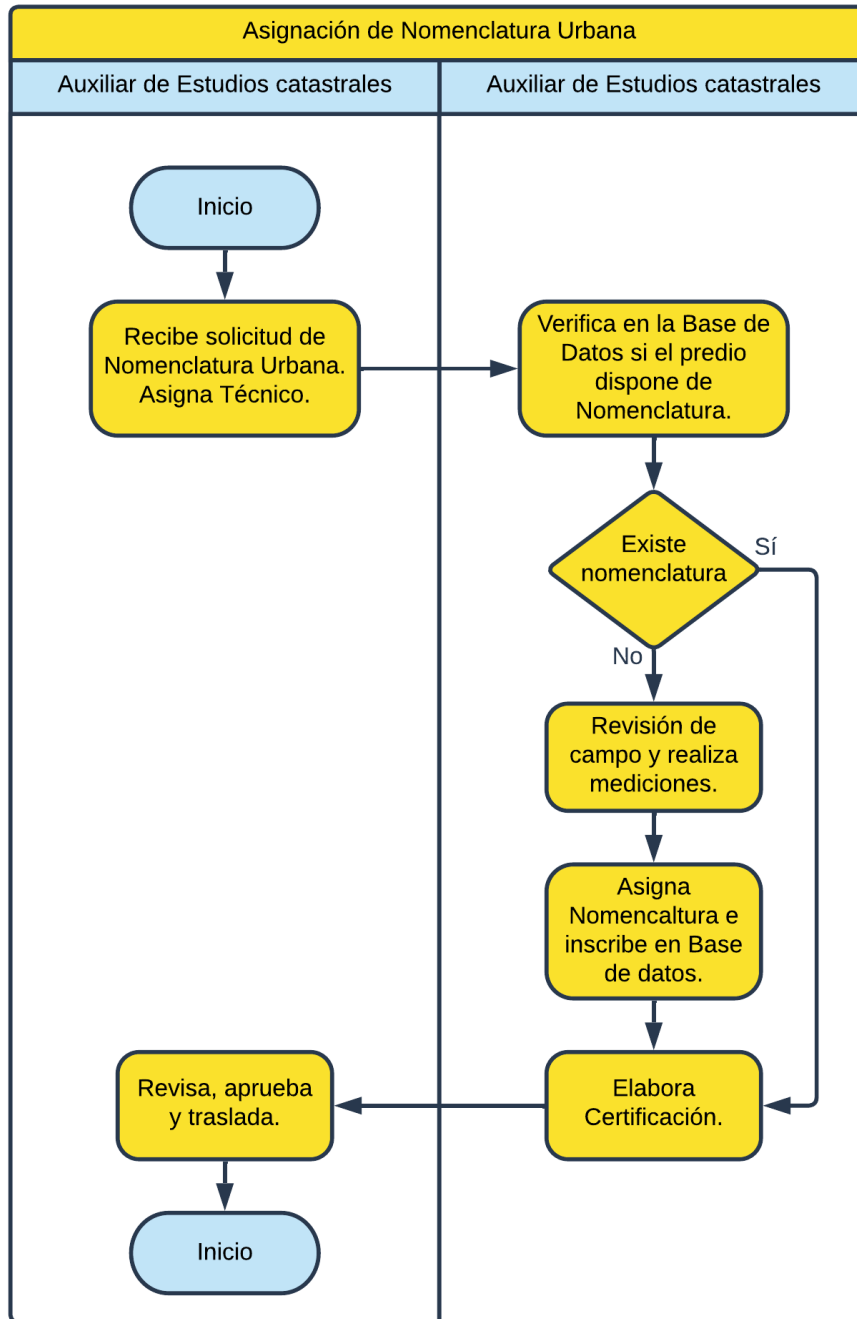 Asignación de Nomenclatura Urbana
Auxiliar de Estudios catastrales
Auxiliar de Estudios catastrales
Inicio
Recibe solicitud de
Nomenclatura Urbana.
Asigna Técnico.
Verifica en la Base de
Datos si el predio
dispone de
Nomenclatura.
Existe
nomenclatura
Sí
No
Revisión de
campo y realiza
mediciones.
Asigna
Nomencaltura e
inscribe en Base
de datos.
Elabora
Certificación.
Revisa, aprueba
y traslada.
Inicio